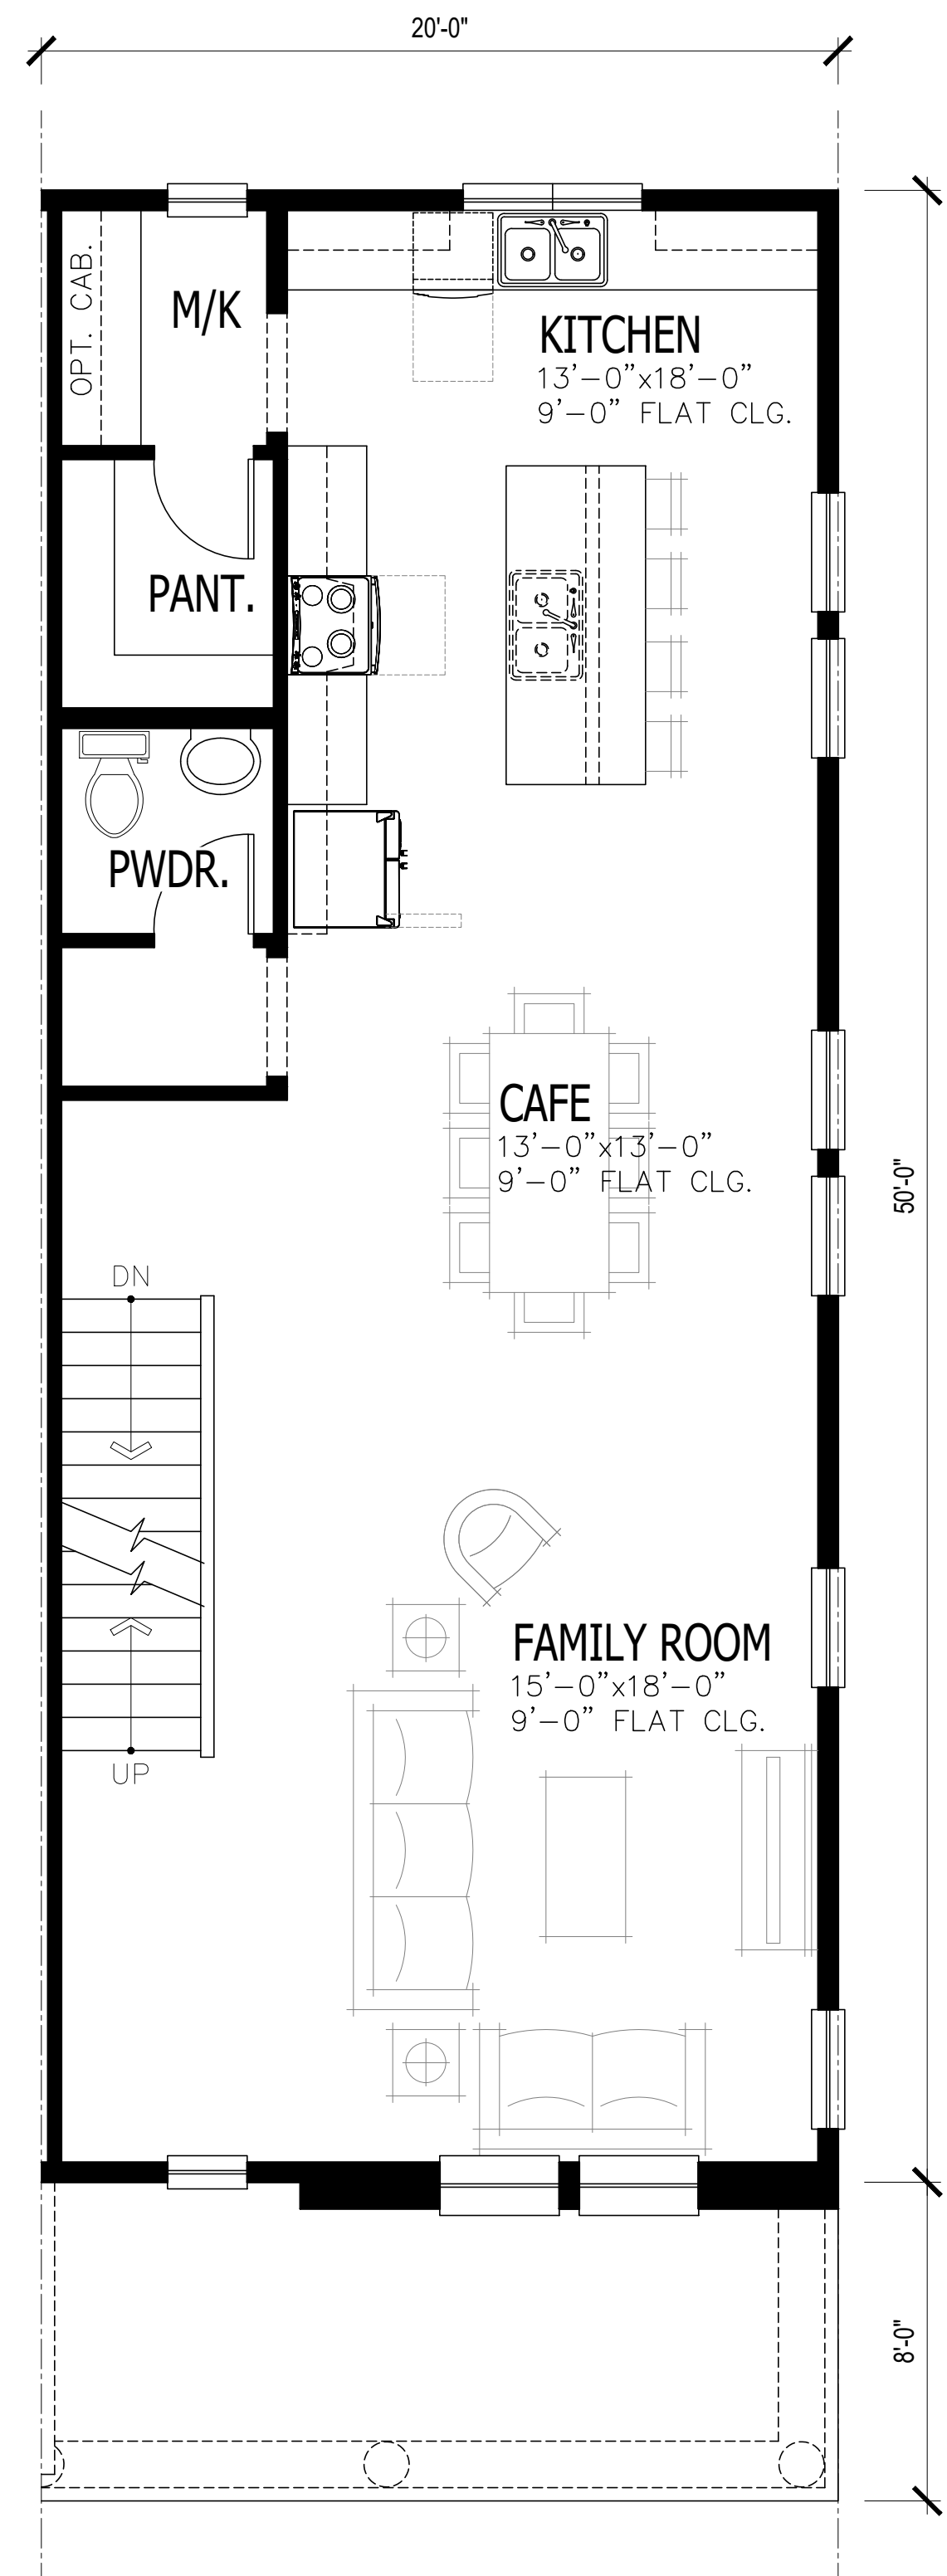 20'-0"
OPT. CAB.
M/K
KITCHEN
13'-0"x18'-0"
9'-0" FLAT CLG.
PANT.
PWDR.
CAFE
13'-0"x13'-0"
9'-0" FLAT CLG.
50'-0"
DN
FAMILY ROOM
15'-0"x18'-0"
9'-0" FLAT CLG.
UP
8'-0"